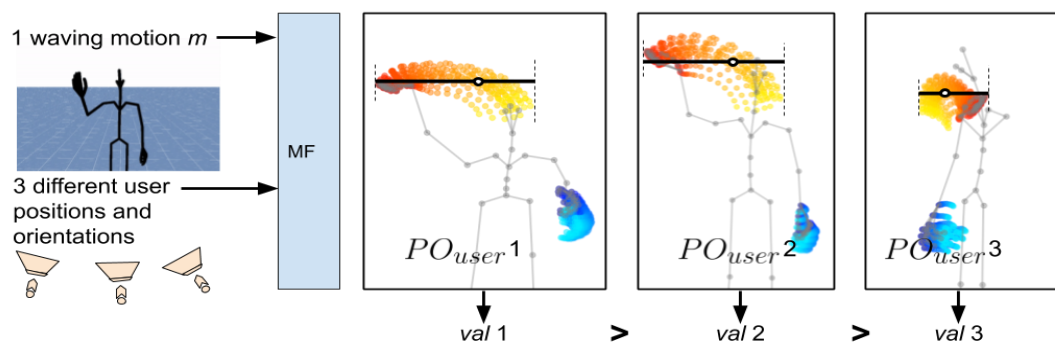 1 waving motion m
3 different user
positions and
orientations
MF
PO_user 1
PO_user 2
PO_user 3
val 1 > val 2 > val 3